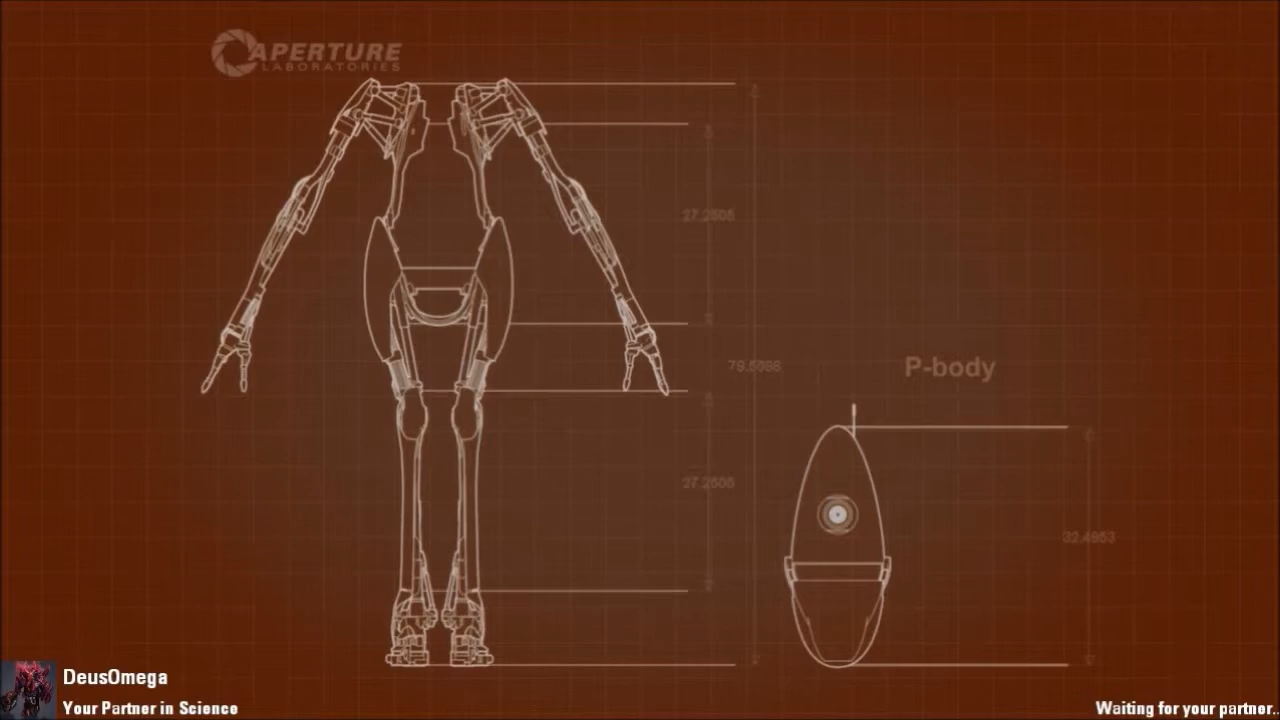 APERTURE
LABORATORIES
27.2505
79.5098
P-body
27.2505
32.4953
DeusOmega
Your Partner in Science
Waiting for your partner..